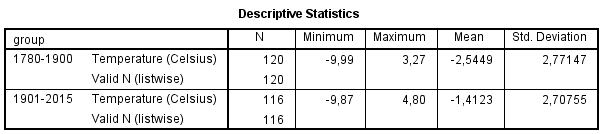 Descriptive Statistics
group N Minimum Maximum Mean Std. Deviation
1780-1900 Temperature (Celsius) 120 -9,99 3,27 -2,5449 2,77147
Valid N (listwise) 120
1901-2015 Temperature (Celsius) 116 -9,87 4,80 -1,4123 2,70755
Valid N (listwise) 116